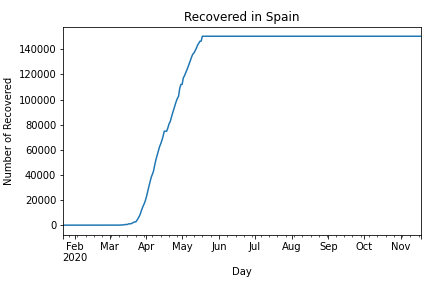 Recovered in Spain
Number of Recovered
140000
120000
100000
80000
60000
40000
20000
0
Feb Mar Apr May Jun Jul Aug Sep Oct Nov
2020
Day